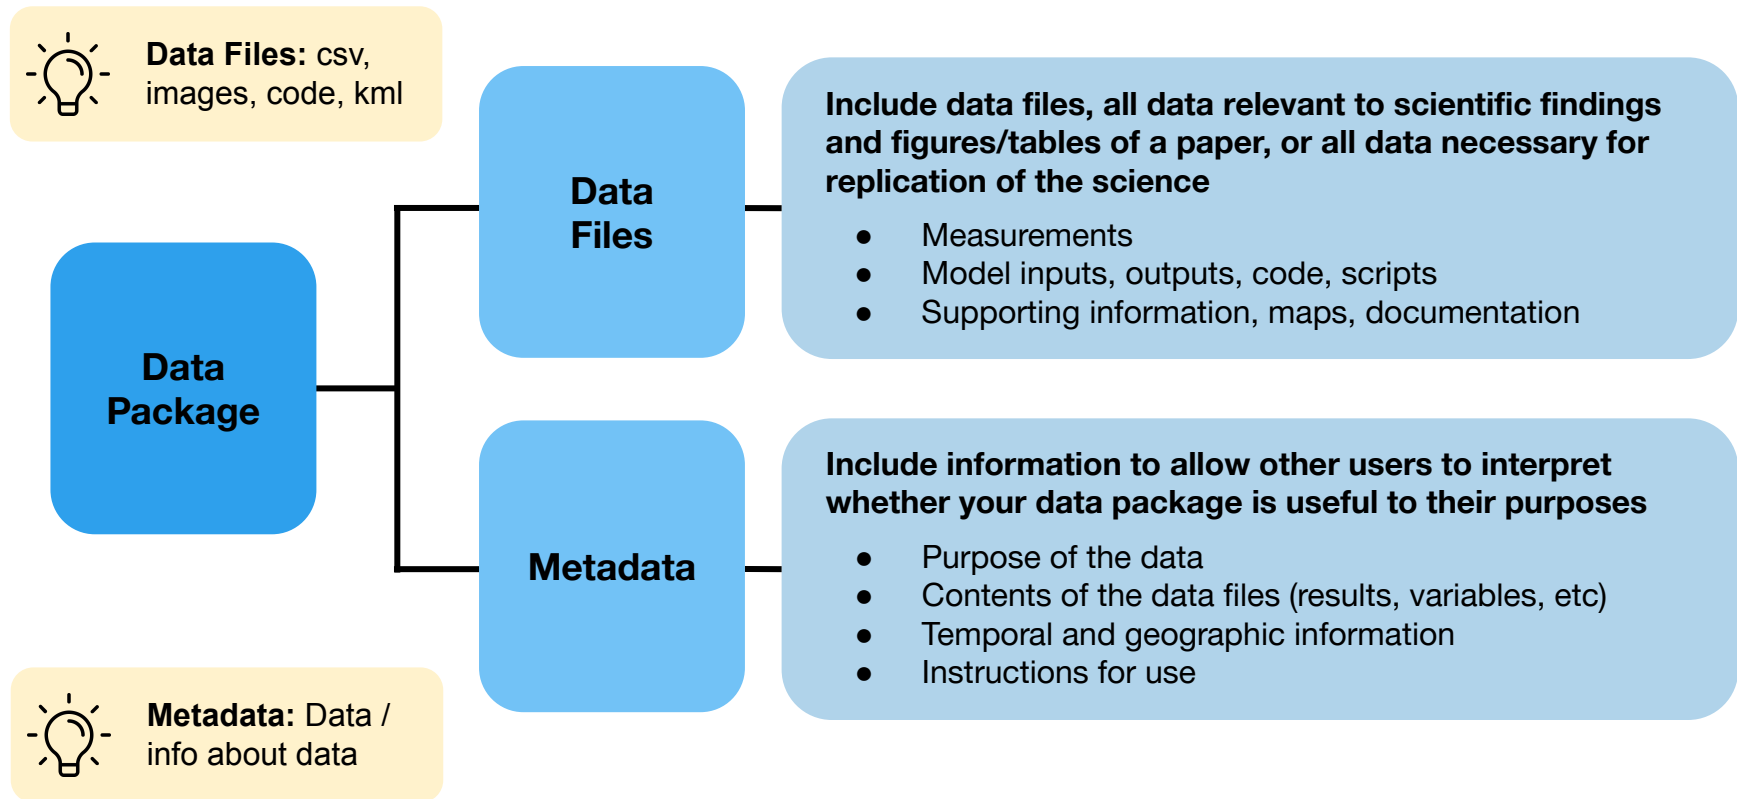 Data Files: csv,
images, code, kml
Data
Package
Data
Files
Include data files, all data relevant to scientific findings
and figures/tables of a paper, or all data necessary for
replication of the science
● Measurements
● Model inputs, outputs, code, scripts
● Supporting information, maps, documentation
Metadata
Include information to allow other users to interpret
whether your data package is useful to their purposes
● Purpose of the data
● Contents of the data files (results, variables, etc)
● Temporal and geographic information
● Instructions for use
Metadata: Data /
info about data